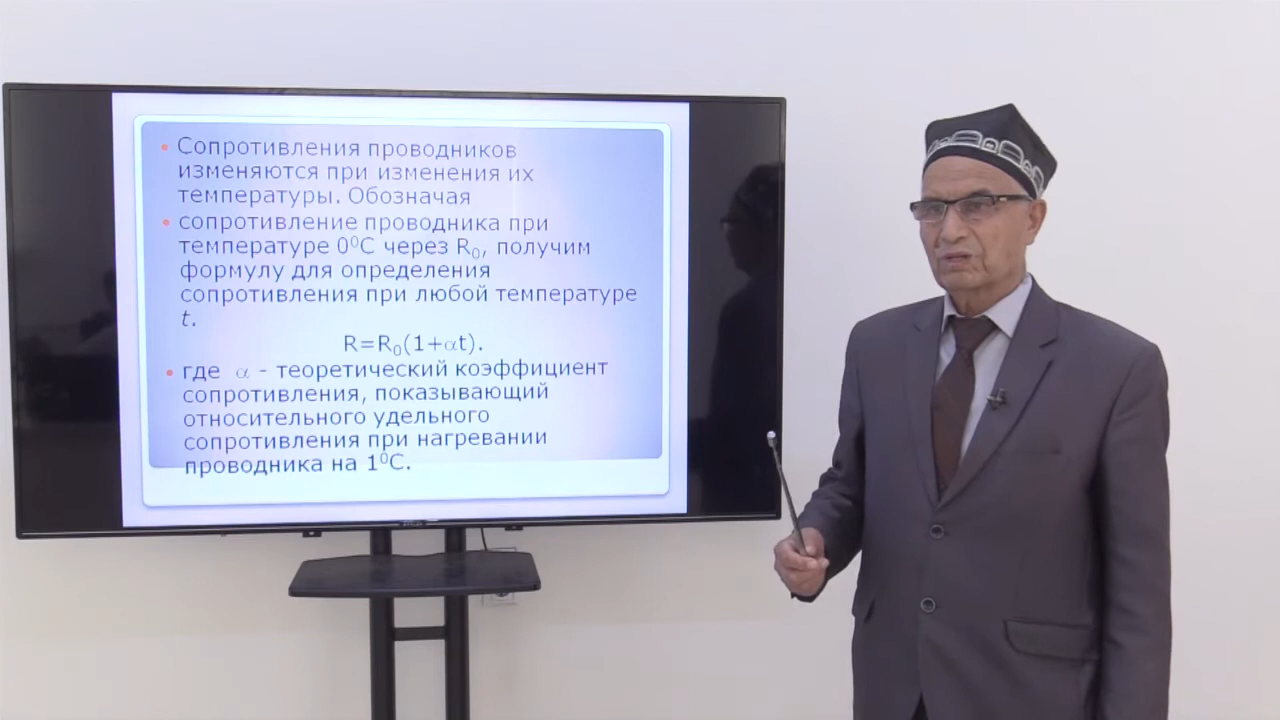 • Сопротивления проводников
изменяются при изменения их
температуры. Обозначая
• сопротивление проводника при
температуре 0⁰С через R₀, получим
формулу для определения
сопротивления при любой температуре
t.
R=R₀(1+αt).
• где α - теоретический коэффициент
сопротивления, показывающий
относительного удельного
сопротивления при нагревании
проводника на 1⁰С.